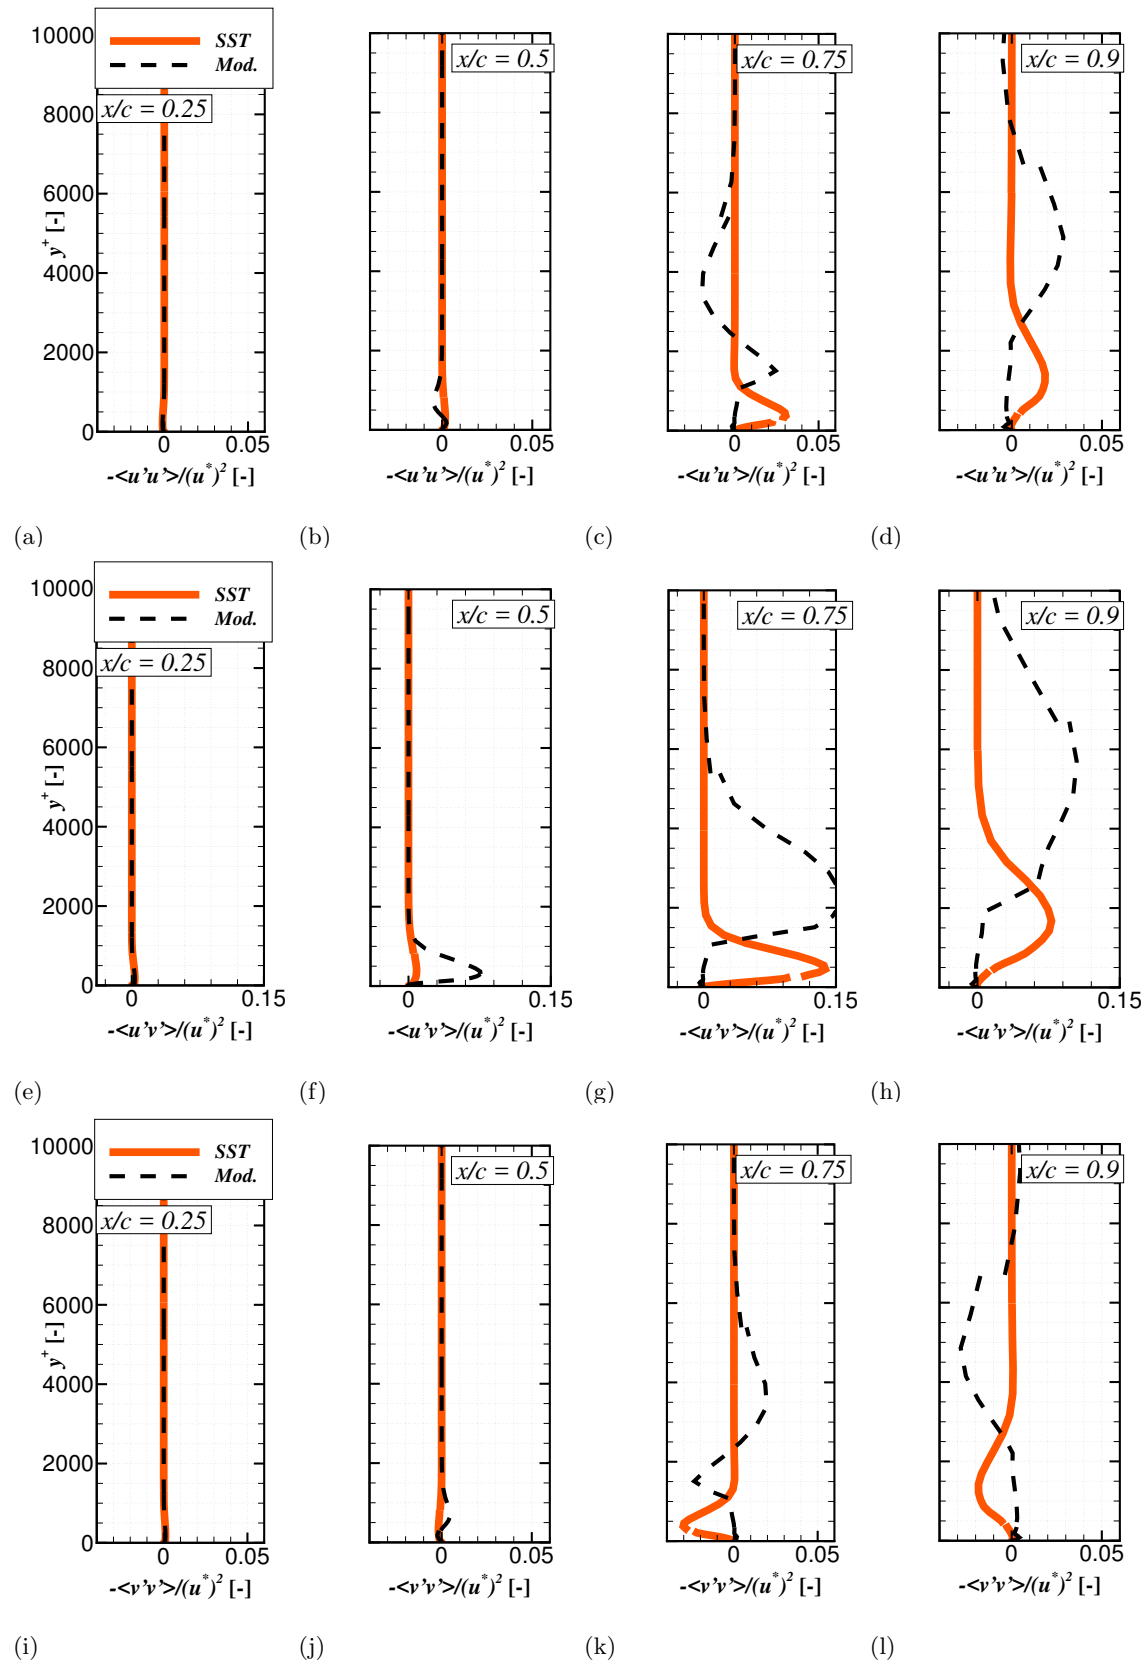 SST
Mod.
x/c = 0.25
x/c = 0.5
x/c = 0.75
x/c = 0.9
10000
8000
6000
4000
2000
0
y⁺ [-]
0 0.05
0 0.05
0 0.05
0 0.05
-<u’u’>/(u*)² [-]
-<u’u’>/(u*)² [-]
-<u’u’>/(u*)² [-]
-<u’u’>/(u*)² [-]
(a)
(b)
(c)
(d)
SST
Mod.
x/c = 0.25
x/c = 0.5
x/c = 0.75
x/c = 0.9
10000
8000
6000
4000
2000
0
y⁺ [-]
0 0.15
0 0.15
0 0.15
0 0.15
-<u’v’>/(u*)² [-]
-<u’v’>/(u*)² [-]
-<u’v’>/(u*)² [-]
-<u’v’>/(u*)² [-]
(e)
(f)
(g)
(h)
SST
Mod.
x/c = 0.25
x/c = 0.5
x/c = 0.75
x/c = 0.9
10000
8000
6000
4000
2000
0
y⁺ [-]
0 0.05
0 0.05
0 0.05
0 0.05
-<v’v’>/(u*)² [-]
-<v’v’>/(u*)² [-]
-<v’v’>/(u*)² [-]
-<v’v’>/(u*)² [-]
(i)
(j)
(k)
(l)